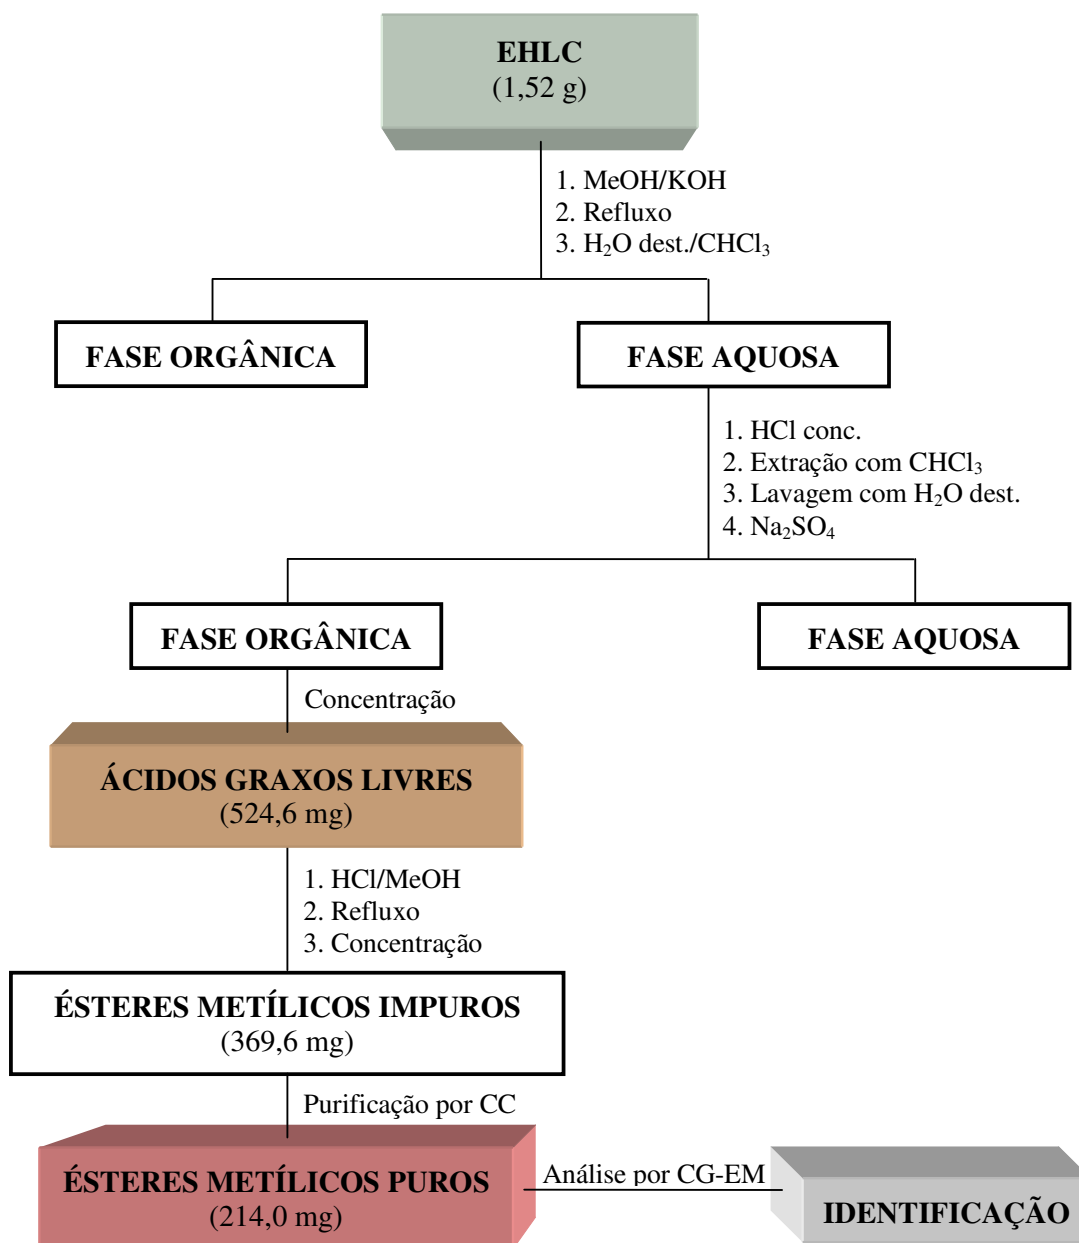 EHLC
(1,52 g)
1. MeOH/KOH
2. Refluxo
3. H₂O dest./CHCl₃
FASE ORGÂNICA
FASE AQUOSA
1. HCl conc.
2. Extração com CHCl₃
3. Lavagem com H₂O dest.
4. Na₂SO₄
FASE ORGÂNICA
FASE AQUOSA
Concentração
ÁCIDOS GRAXOS LIVRES
(524,6 mg)
1. HCl/MeOH
2. Refluxo
3. Concentração
ÉSTERES METÍLICOS IMPUROS
(369,6 mg)
Purificação por CC
ÉSTERES METÍLICOS PUROS
(214,0 mg)
Análise por CG-EM
IDENTIFICAÇÃO